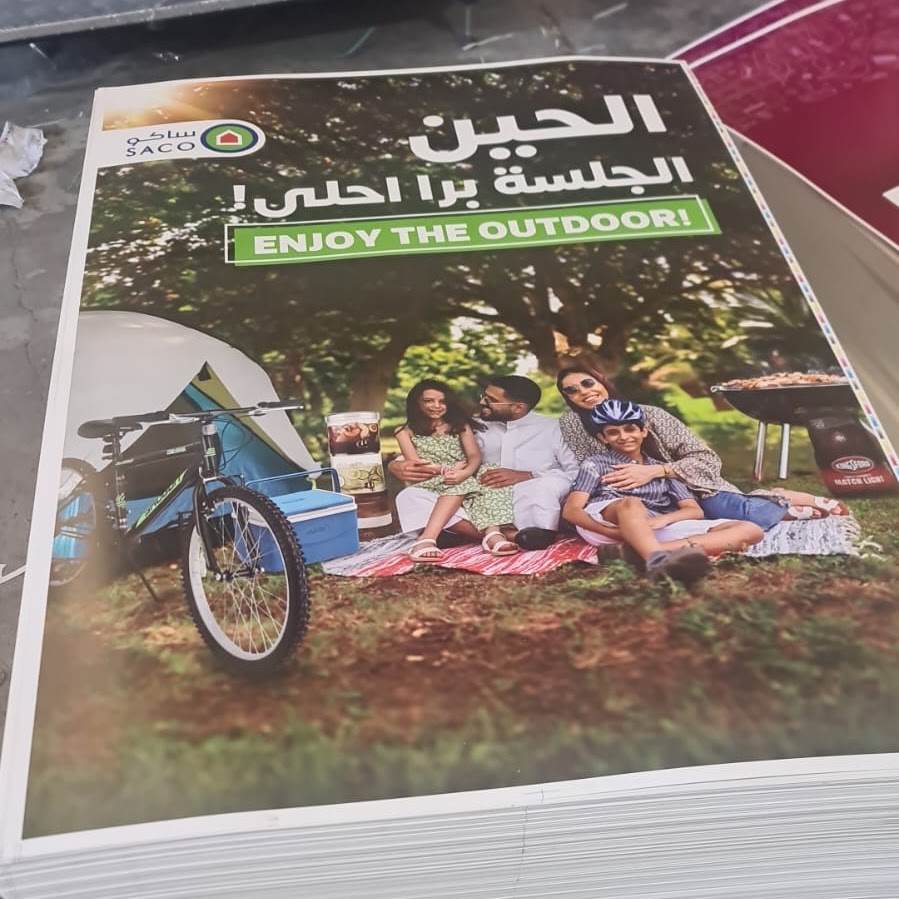 ساكو
SACO
الحين
الجلسة برا احلى!
ENJOY THE OUTDOOR!
KINGSFORD
MATCH LIGHT